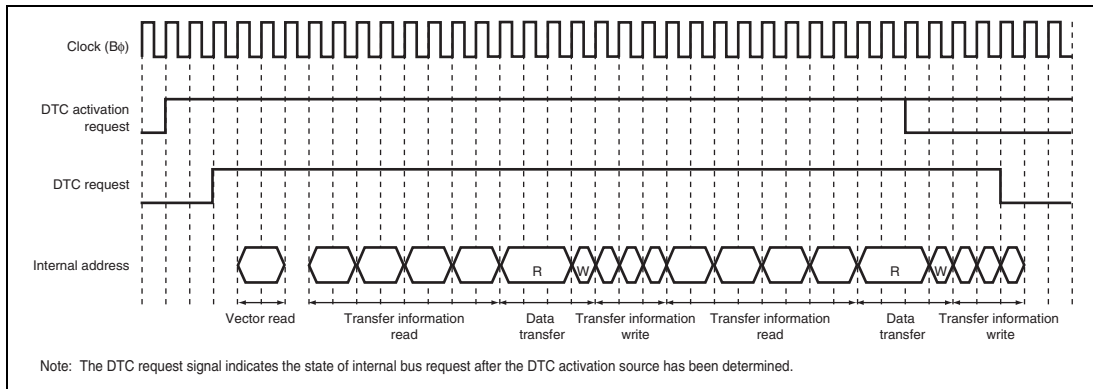 Clock (Bϕ)
DTC activation
request
DTC request
Internal address
R
W
R
W
Vector read
Transfer information
read
Data
transfer
Transfer information
write
Transfer information
read
Data
transfer
Transfer information
write
Note: The DTC request signal indicates the state of internal bus request after the DTC activation source has been determined.